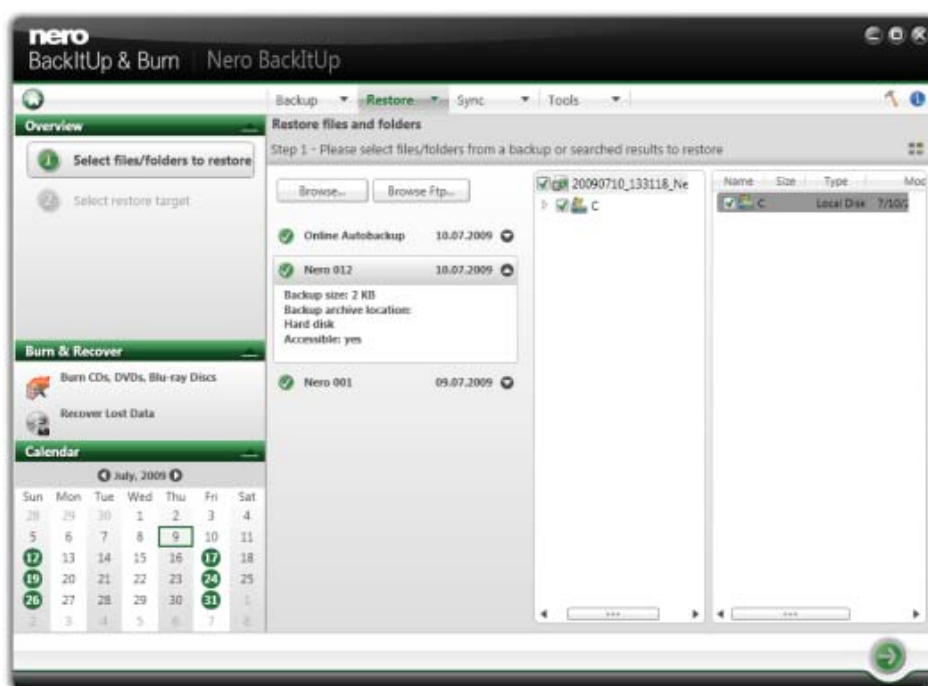 nero
BackItUp & Burn | Nero BackItUp
Backup Restore Sync Tools
Overview
1 Select files/folders to restore
2 Select restore target
Restore files and folders
Step 1 - Please select files/folders from a backup or searched results to restore
Browse... Browse Ftp...
Online Autobackup 10.07.2009
Nero 012 10.07.2009
Backup size: 2 KB
Backup archive location:
Hard disk
Accessible: yes
Nero 001 09.07.2009
20090710_133118_Ne
C
Name Size Type Mod
C Local Disk 7/10/2
Burn & Recover
Burn CDs, DVDs, Blu-ray Discs
Recover Lost Data
Calendar
July, 2009
Sun Mon Tue Wed Thu Fri Sat
28 29 30 1 2 3 4
5 6 7 8 9 10 11
12 13 14 15 16 17 18
19 20 21 22 23 24 25
26 27 28 29 30 31 1
2 3 4 5 6 7 8